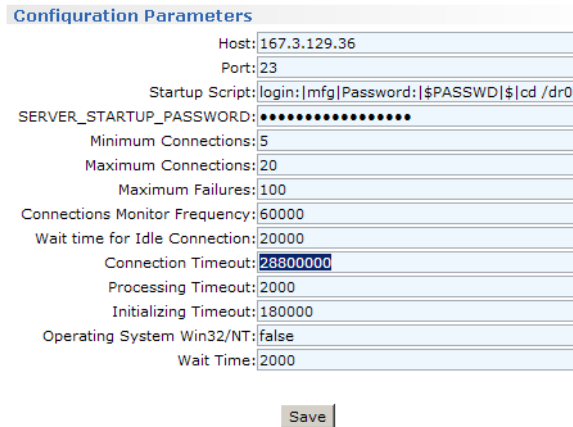 Configuration Parameters
Host: 167.3.129.36
Port: 23
Startup Script: login:|mfg|Password:|$PASSWD|$|cd /dr0
SERVER_STARTUP_PASSWORD: •••••••••••••••••
Minimum Connections: 5
Maximum Connections: 20
Maximum Failures: 100
Connections Monitor Frequency: 60000
Wait time for Idle Connection: 20000
Connection Timeout: 28800000
Processing Timeout: 2000
Initializing Timeout: 180000
Operating System Win32/NT: false
Wait Time: 2000
Save